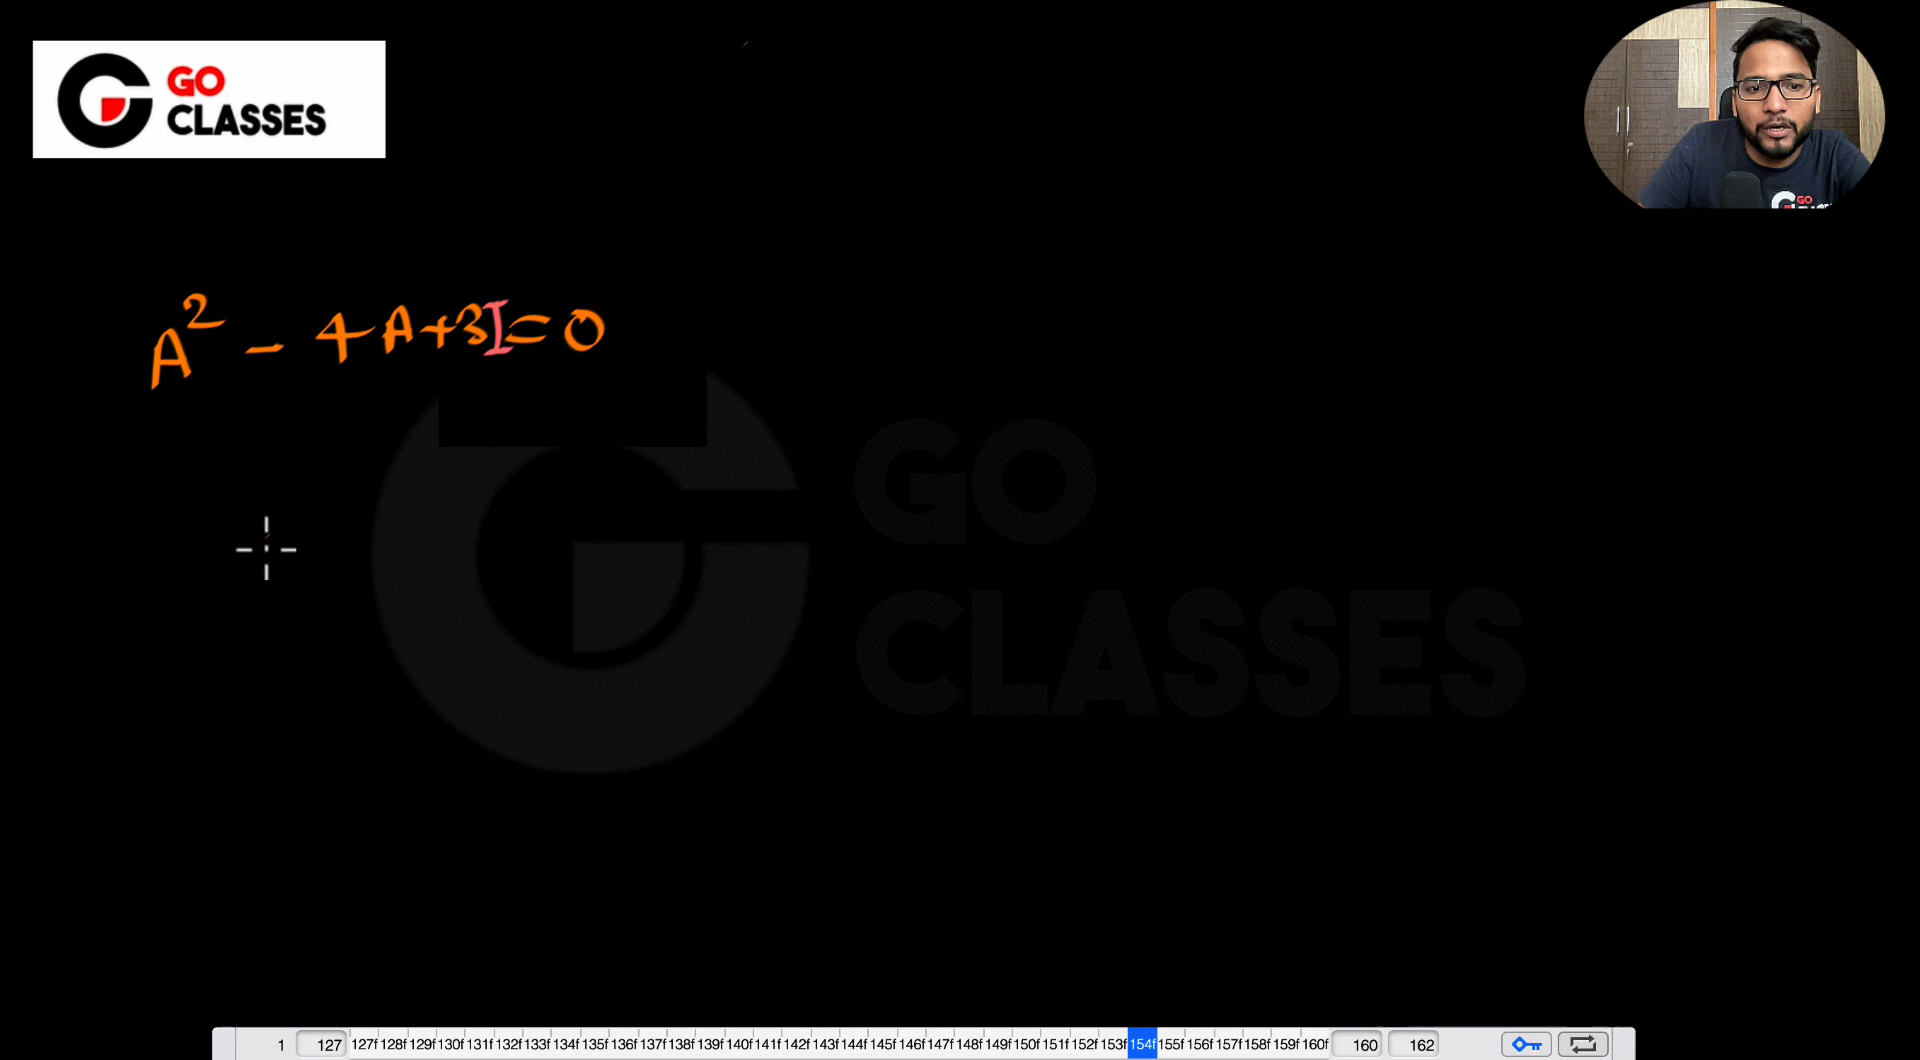 GO
CLASSES
GO
A² - 4A+3I=0
GO
CLASSES
1 127 127f 128f 129f 130f 131f 132f 133f 134f 135f 136f 137f 138f 139f 140f 141f 142f 143f 144f 145f 146f 147f 148f 149f 150f 151f 152f 153f 154f 155f 156f 157f 158f 159f 160f 160 162